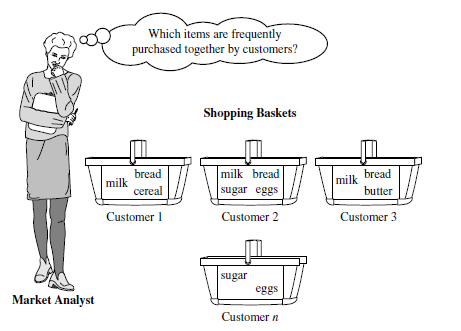 Which items are frequently
purchased together by customers?
Shopping Baskets
milk bread
cereal
milk bread
sugar eggs
milk bread
butter
Customer 1
Customer 2
Customer 3
sugar
eggs
Market Analyst
Customer n